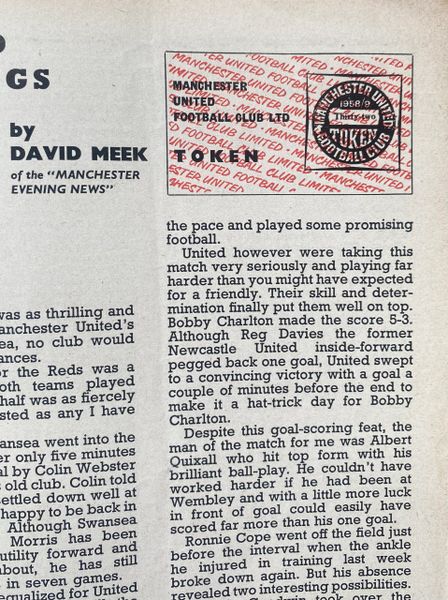 GS
by
DAVID MEEK
of the "MANCHESTER
EVENING NEWS"
MANCHESTER
UNITED
FOOTBALL CLUB LTD
TOKEN
MANCHESTER UNITED
1958/9
Thirty-two
TOKEN
FOOTBALL CLUB
was as thrilling and
anchester United's
ea, no club would
ances.
or the Reds was a
oth teams played
half was as fiercely
sted as any I have
ansea went into the
er only five minutes
al by Colin Webster
s old club. Colin told
settled down well at
happy to be back in
Although Swansea
Morris has been
utility forward and
about, he has still
s in seven games.
equalized for United
the pace and played some promising
football.
United however were taking this
match very seriously and playing far
harder than you might have expected
for a friendly. Their skill and deter-
mination finally put them well on top.
Bobby Charlton made the score 5-3.
Although Reg Davies the former
Newcastle United inside-forward
pegged back one goal, United swept
to a convincing victory with a goal a
couple of minutes before the end to
make it a hat-trick day for Bobby
Charlton.
Despite this goal-scoring feat, the
man of the match for me was Albert
Quixall who hit top form with his
brilliant ball-play. He couldn't have
worked harder if he had been at
Wembley and with a little more luck
in front of goal could easily have
scored far more than his one goal.
Ronnie Cope went off the field just
before the interval when the ankle
he injured in training last week
broke down again. But his absence
revealed two interesting possibilities.
took over the